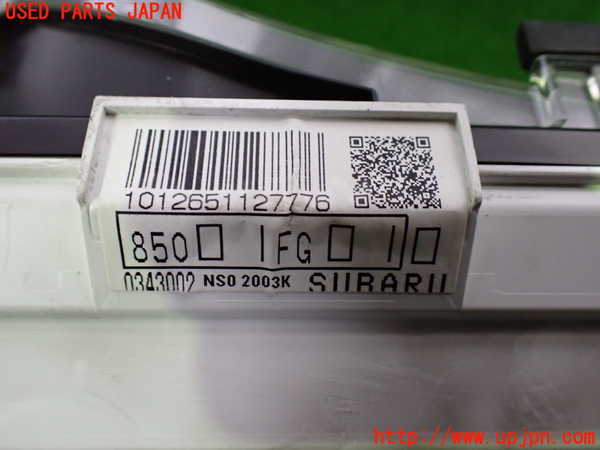 USED PARTS JAPAN
1012651127776
850□ 1FG□ 1□
0343002 NS0 2003K SUBARU
http://www.upjpn.com